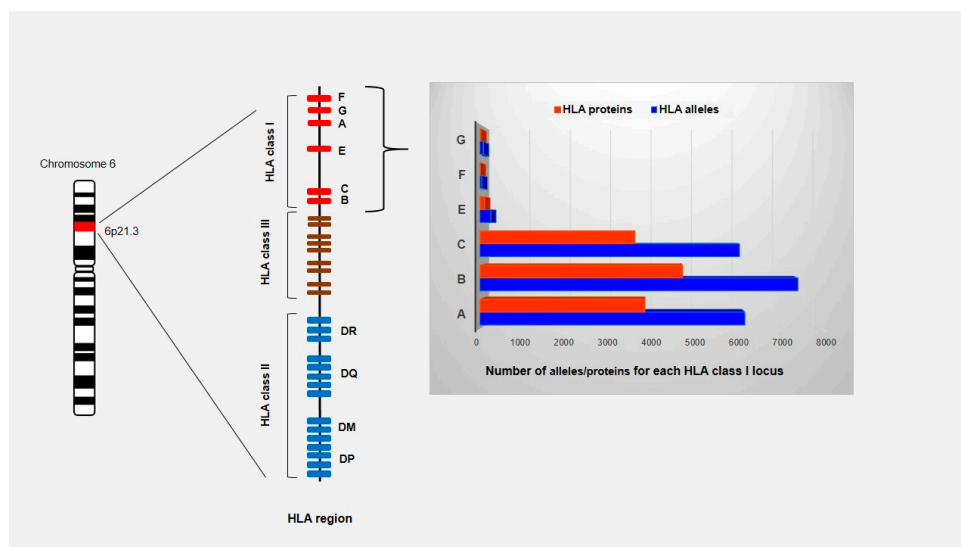 Chromosome 6
6p21.3
HLA class I
HLA class III
HLA class II
F
G
A
E
C
B
DR
DQ
DM
DP
HLA region
HLA proteins HLA alleles
G
F
E
C
B
A
0 1000 2000 3000 4000 5000 6000 7000 8000
Number of alleles/proteins for each HLA class I locus